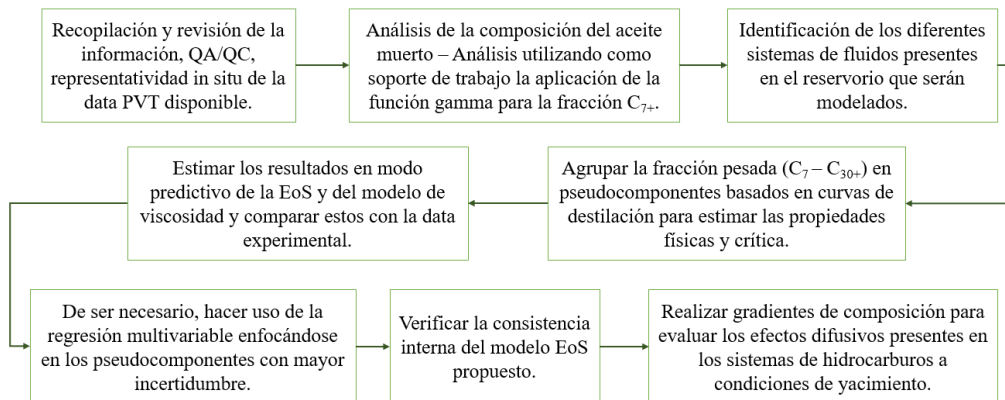 Recopilación y revisión de la
información, QA/QC,
representatividad in situ de la
data PVT disponible.
Análisis de la composición del aceite
muerto – Análisis utilizando como
soporte de trabajo la aplicación de la
función gamma para la fracción C7+.
Identificación de los diferentes
sistemas de fluidos presentes
en el reservorio que serán
modelados.
Agrupar la fracción pesada (C7 – C30+) en
pseudocomponentes basados en curvas de
destilación para estimar las propiedades
físicas y crítica.
Estimar los resultados en modo
predictivo de la EoS y del modelo de
viscosidad y comparar estos con la data
experimental.
De ser necesario, hacer uso de la
regresión multivariable enfocándose
en los pseudocomponentes con mayor
incertidumbre.
Verificar la consistencia
interna del modelo EoS
propuesto.
Realizar gradientes de composición para
evaluar los efectos difusivos presentes en
los sistemas de hidrocarburos a
condiciones de yacimiento.